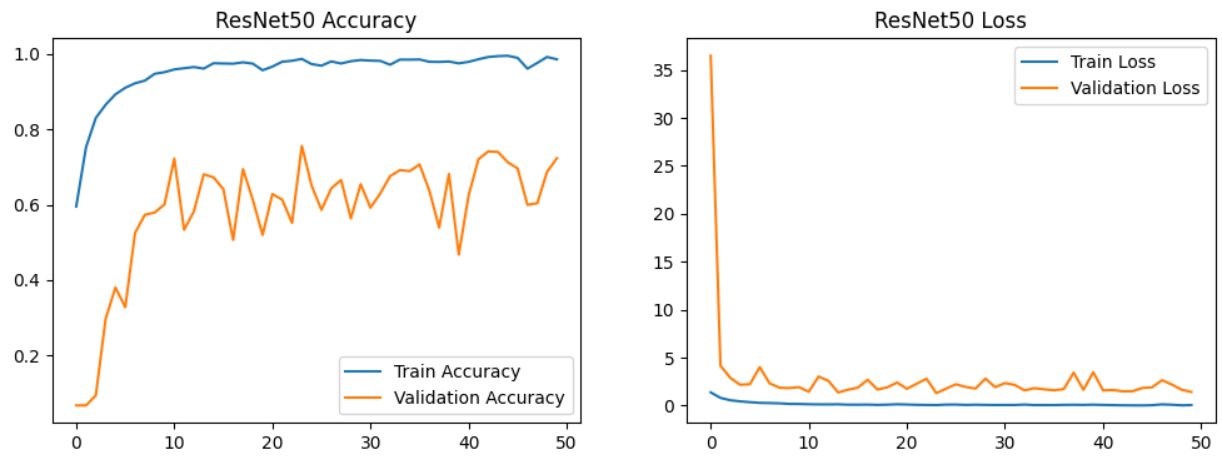 ResNet50 Accuracy
1.0
0.8
0.6
0.4
0.2
Train Accuracy
Validation Accuracy
0 10 20 30 40 50
ResNet50 Loss
35
30
25
20
15
10
5
0
Train Loss
Validation Loss
0 10 20 30 40 50